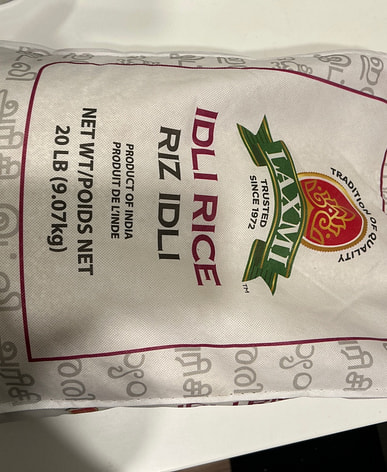 TRADITION OF QUALITY
LAXMI
TM
TRUSTED
SINCE 1972
IDLI RICE
RIZ IDLI
PRODUCT OF INDIA
PRODUIT DE L'INDE
NET WT/POIDS NET
20 LB (9.07kg)